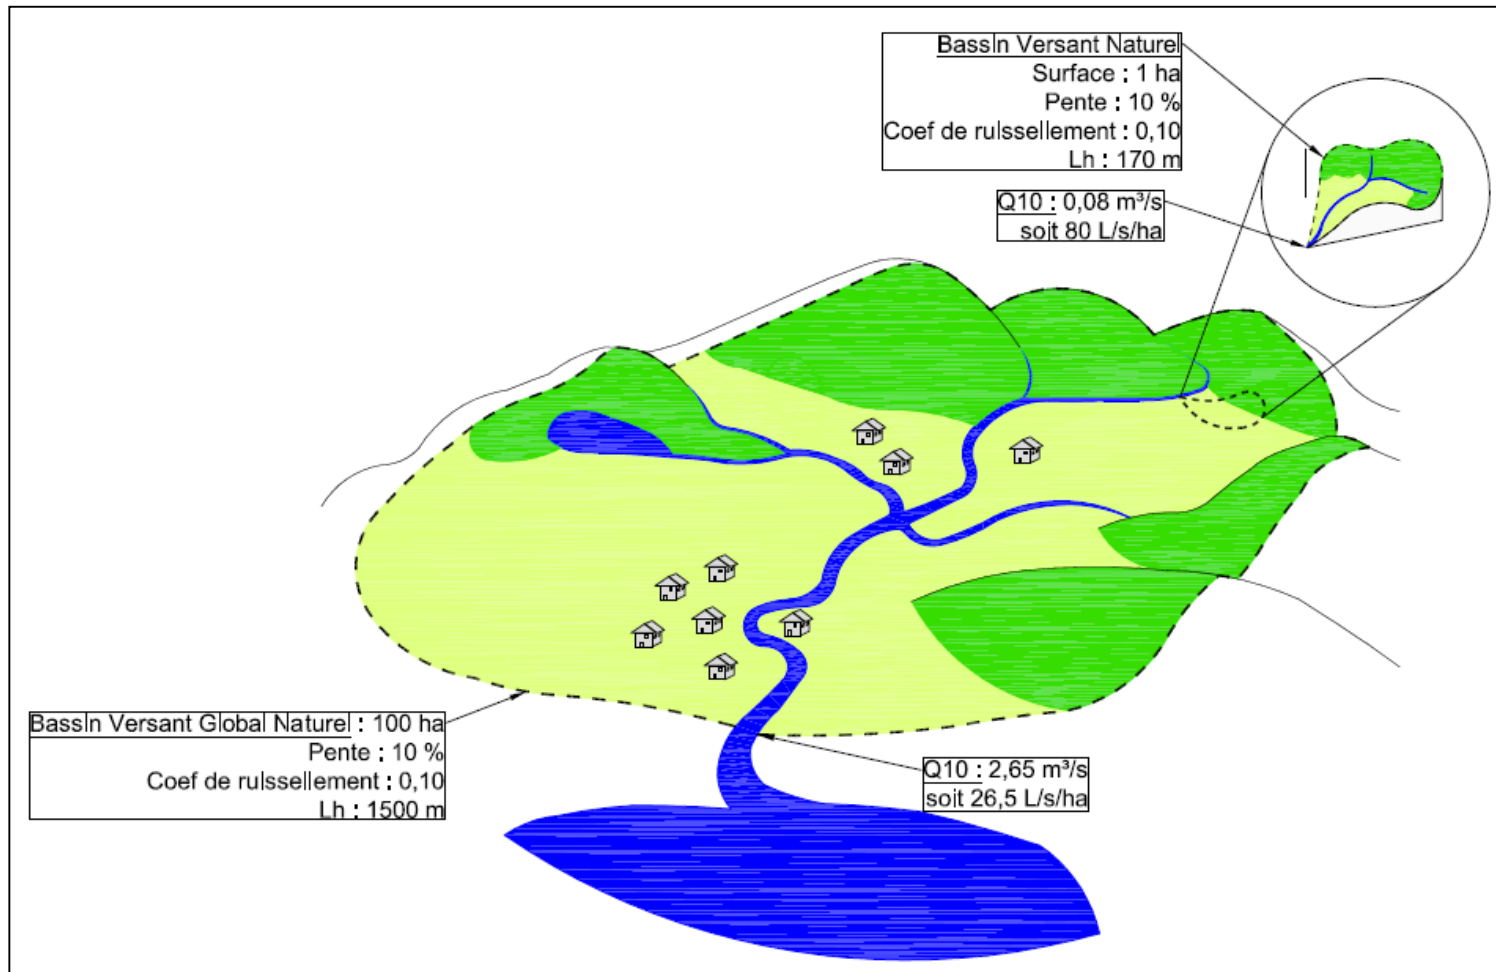 Bassin Versant Naturel
Surface : 1 ha
Pente : 10 %
Coef de ruissellement : 0,10
Lh : 170 m
Q10 : 0,08 m³/s
soit 80 L/s/ha
Bassin Versant Global Naturel : 100 ha
Pente : 10 %
Coef de ruissellement : 0,10
Lh : 1500 m
Q10 : 2,65 m³/s
soit 26,5 L/s/ha